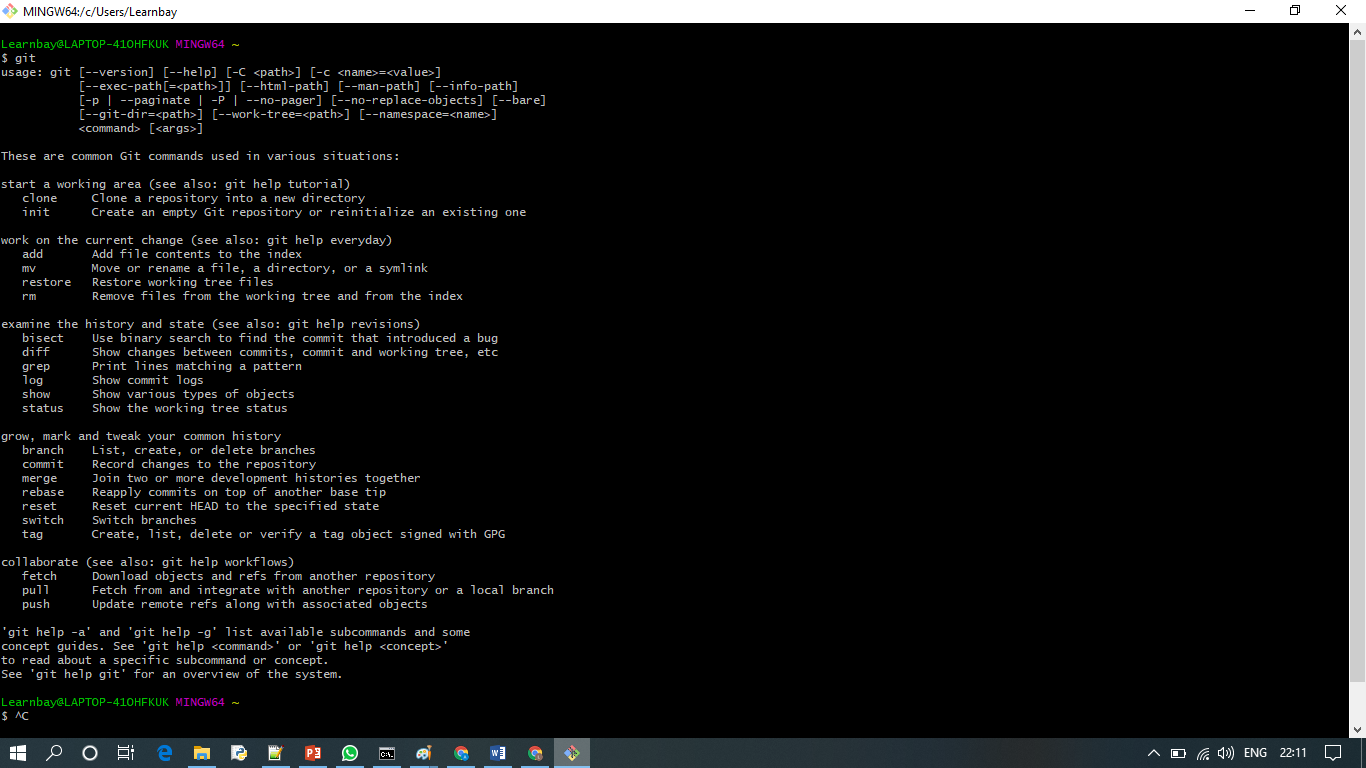 MINGW64:/c/Users/Learnbay
Learnbay@LAPTOP-41OHFKUK MINGW64 ~
$ git
usage: git [--version] [--help] [-C <path>] [-c <name>=<value>]
           [--exec-path[=<path>]] [--html-path] [--man-path] [--info-path]
           [-p | --paginate | -P | --no-pager] [--no-replace-objects] [--bare]
           [--git-dir=<path>] [--work-tree=<path>] [--namespace=<name>]
           <command> [<args>]

These are common Git commands used in various situations:

start a working area (see also: git help tutorial)
   clone     Clone a repository into a new directory
   init      Create an empty Git repository or reinitialize an existing one

work on the current change (see also: git help everyday)
   add       Add file contents to the index
   mv        Move or rename a file, a directory, or a symlink
   restore   Restore working tree files
   rm        Remove files from the working tree and from the index

examine the history and state (see also: git help revisions)
   bisect    Use binary search to find the commit that introduced a bug
   diff      Show changes between commits, commit and working tree, etc
   grep      Print lines matching a pattern
   log       Show commit logs
   show      Show various types of objects
   status    Show the working tree status

grow, mark and tweak your common history
   branch    List, create, or delete branches
   commit    Record changes to the repository
   merge     Join two or more development histories together
   rebase    Reapply commits on top of another base tip
   reset     Reset current HEAD to the specified state
   switch    Switch branches
   tag       Create, list, delete or verify a tag object signed with GPG

collaborate (see also: git help workflows)
   fetch     Download objects and refs from another repository
   pull      Fetch from and integrate with another repository or a local branch
   push      Update remote refs along with associated objects

'git help -a' and 'git help -g' list available subcommands and some
concept guides. See 'git help <command>' or 'git help <concept>'
to read about a specific subcommand or concept.
See 'git help git' for an overview of the system.

Learnbay@LAPTOP-41OHFKUK MINGW64 ~
$ ^C
ENG 22:11